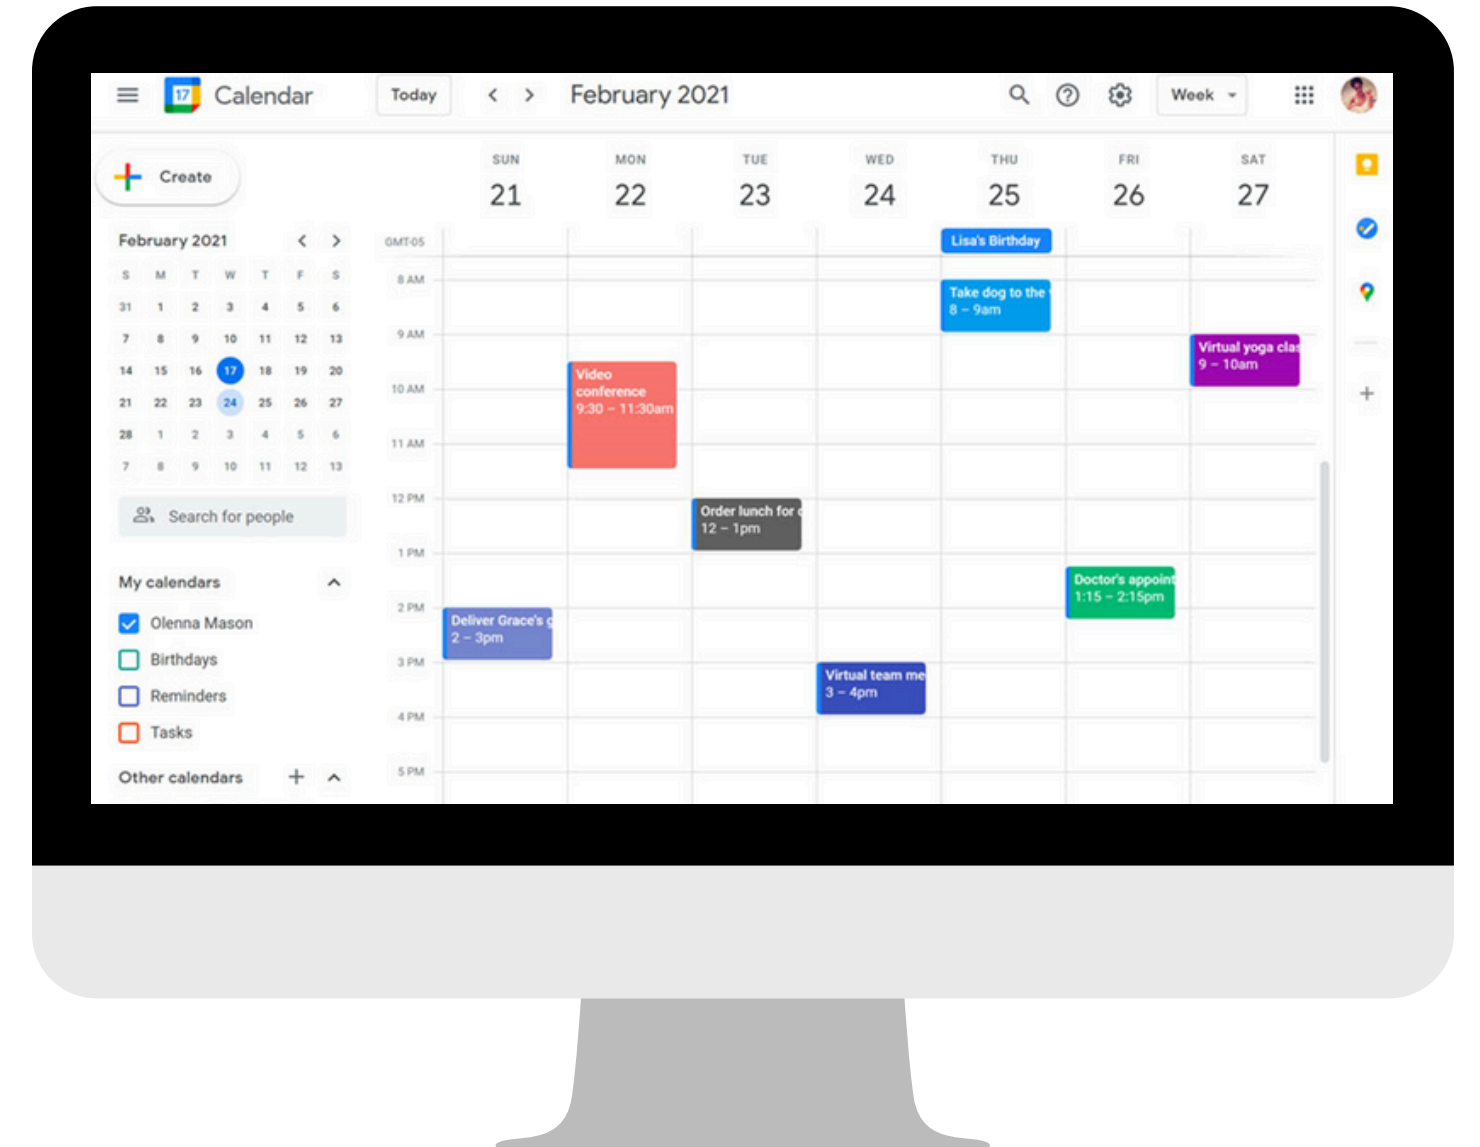 17 Calendar Today February 2021 Week
Create
SUN MON TUE WED THU FRI SAT
21 22 23 24 25 26 27
February 2021
S M T W T F S
31 1 2 3 4 5 6
7 8 9 10 11 12 13
14 15 16 17 18 19 20
21 22 23 24 25 26 27
28 1 2 3 4 5 6
7 8 9 10 11 12 13
Search for people
My calendars
Olenna Mason
Birthdays
Reminders
Tasks
Other calendars
GMT-05
8 AM
9 AM
10 AM
11 AM
12 PM
1 PM
2 PM
3 PM
4 PM
5 PM
Deliver Grace's g
2 – 3pm
Video
conference
9:30 – 11:30am
Order lunch for
12 – 1pm
Virtual team me
3 – 4pm
Lisa's Birthday
Take dog to the
8 – 9am
Doctor's appoint
1:15 – 2:15pm
Virtual yoga clas
9 – 10am